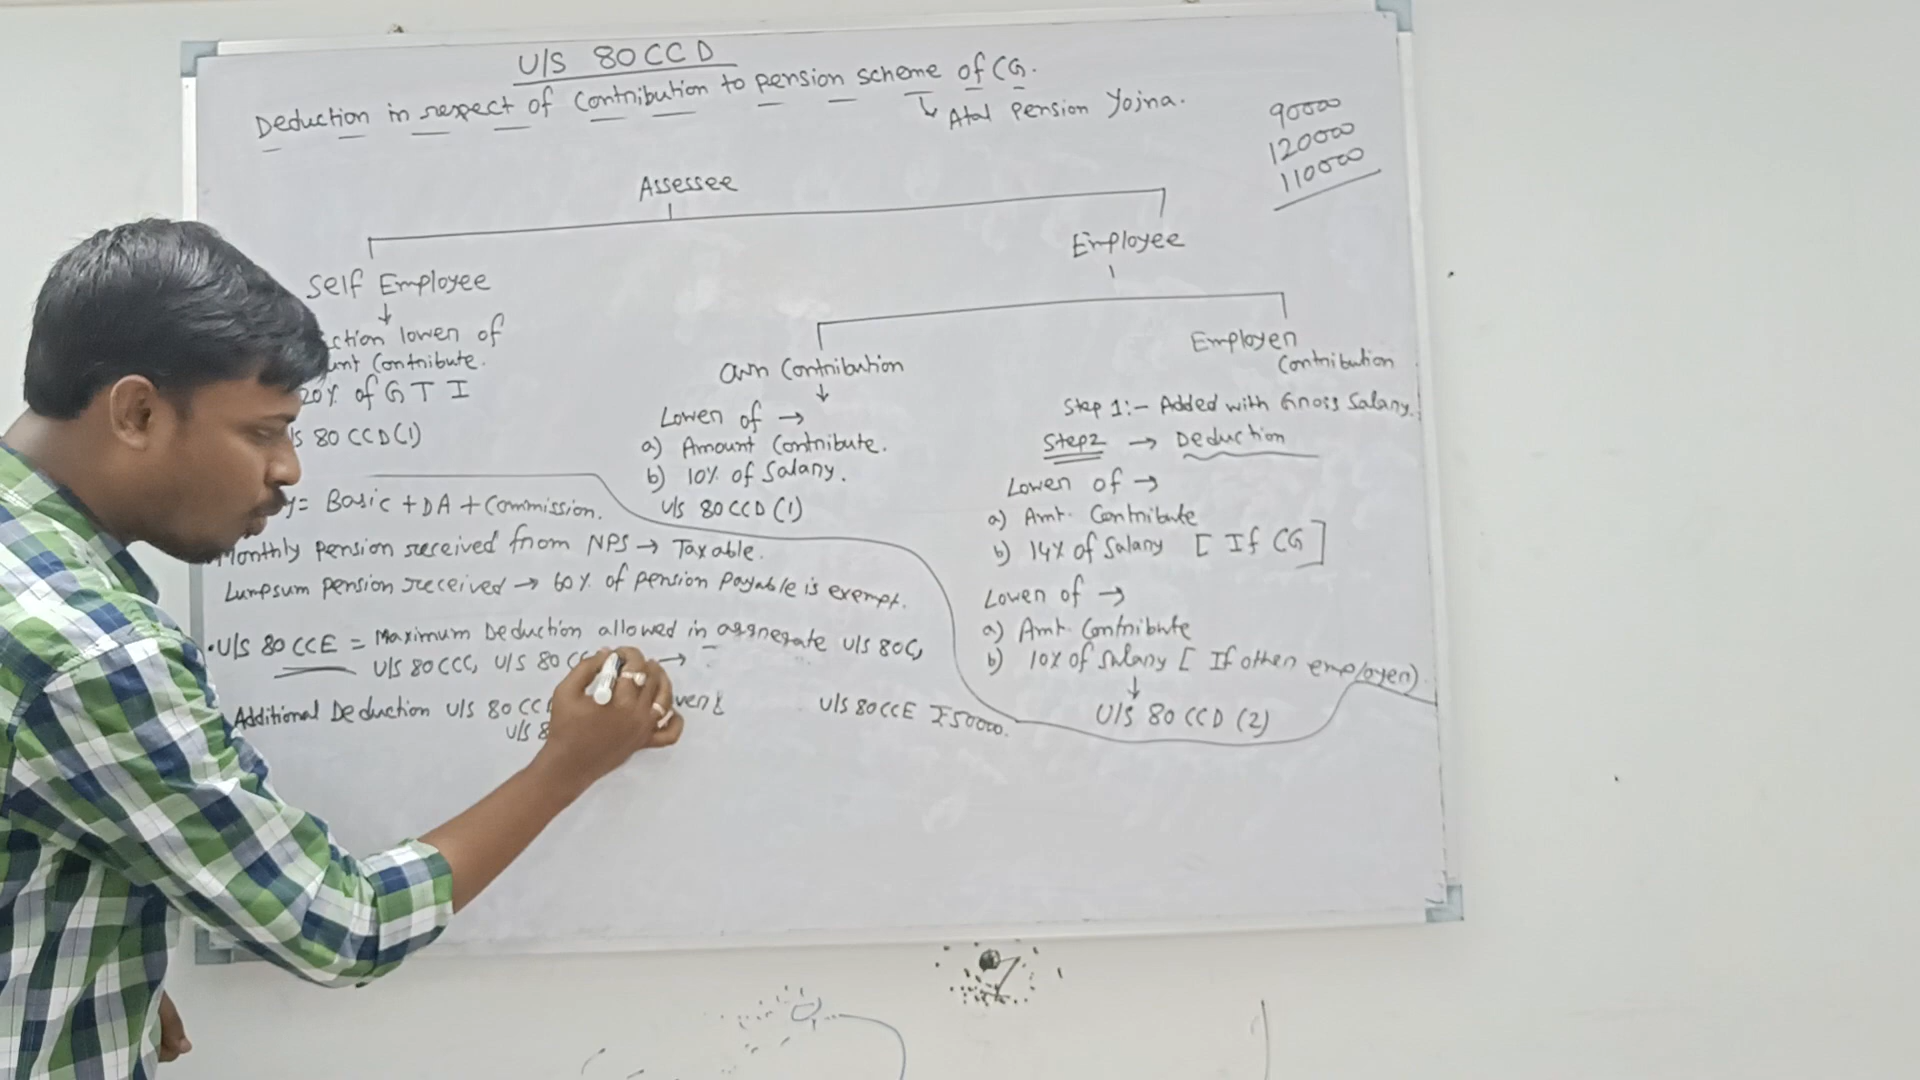 U/S 80 CCD
Deduction in respect of Contribution to pension scheme of CG.
Atal Pension Yojna.
90000
120000
110000
Assessee
Self Employee
ction lower of
unt Contribute.
20% of G T I
/s 80 CCD(1)
Employee
Own Contribution
Lower of →
a) Amount Contribute.
b) 10% of Salary.
U/s 80 CCD (1)
Employer
Contribution
Step 1:- Added with Gross Salary.
Step2 → Deduction
Lower of →
a) Amt. Contribute
b) 14% of Salary [ If CG ]
Lower of →
a) Amt. Contribute
b) 10% of Salary [ If other employer).
U/S 80 CCD (2)
y= Basic + DA + Commission.
Monthly pension received from NPS → Taxable.
Lumpsum pension received → 60% of pension payable is exempt.
• U/S 80 CCE = Maximum Deduction allowed in aggregate U/S 80C,
U/S 80CCC, U/S 80 CC →
Additional Deduction U/S 80 CC U/S 80CCE ₹50000.
U/S 8